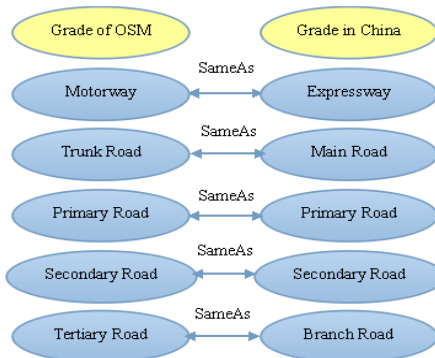 Grade of OSM
Grade in China
SameAs
Motorway
Expressway
SameAs
Trunk Road
Main Road
SameAs
Primary Road
Primary Road
SameAs
Secondary Road
Secondary Road
SameAs
Tertiary Road
Branch Road